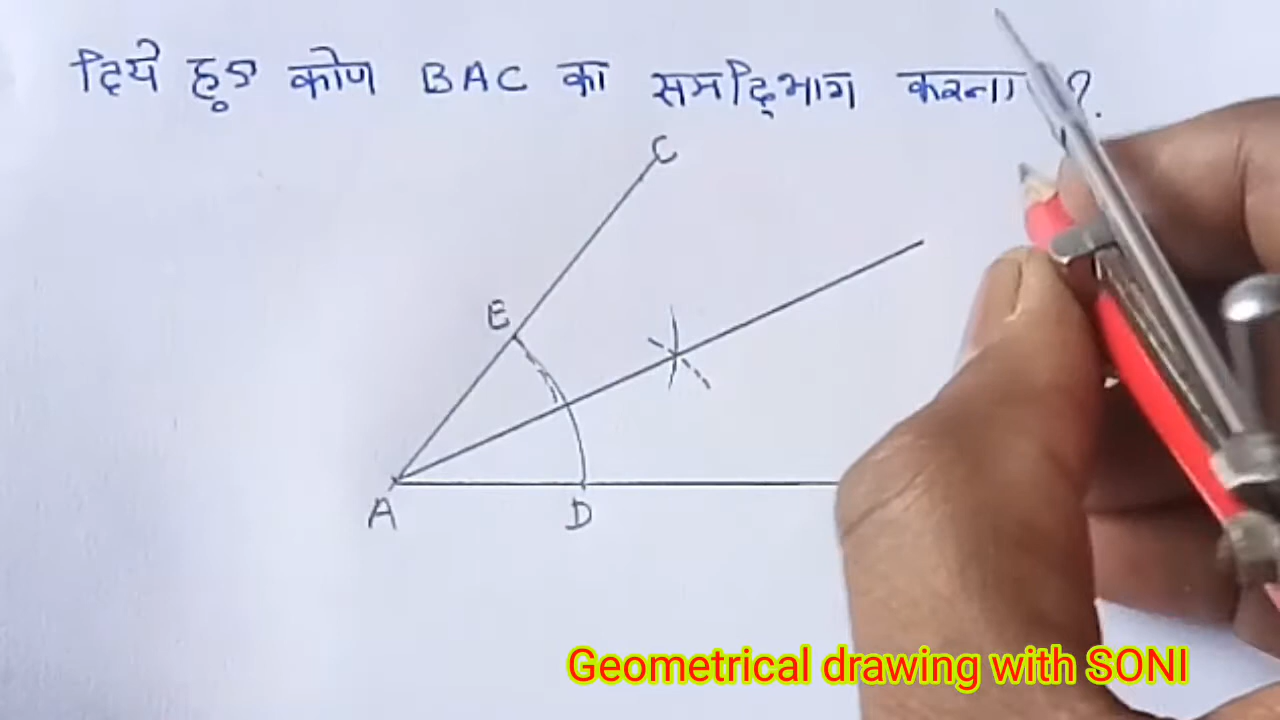 दिये हुए कोण BAC का समद्विभाग करना ?
C
E
A
D
Geometrical drawing with SONI